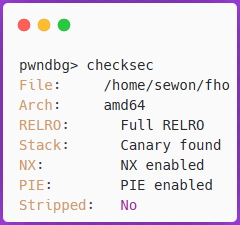 pwndbg> checksec
File:     /home/sewon/fho
Arch:     amd64
RELRO:      Full RELRO
Stack:      Canary found
NX:         NX enabled
PIE:        PIE enabled
Stripped:   No